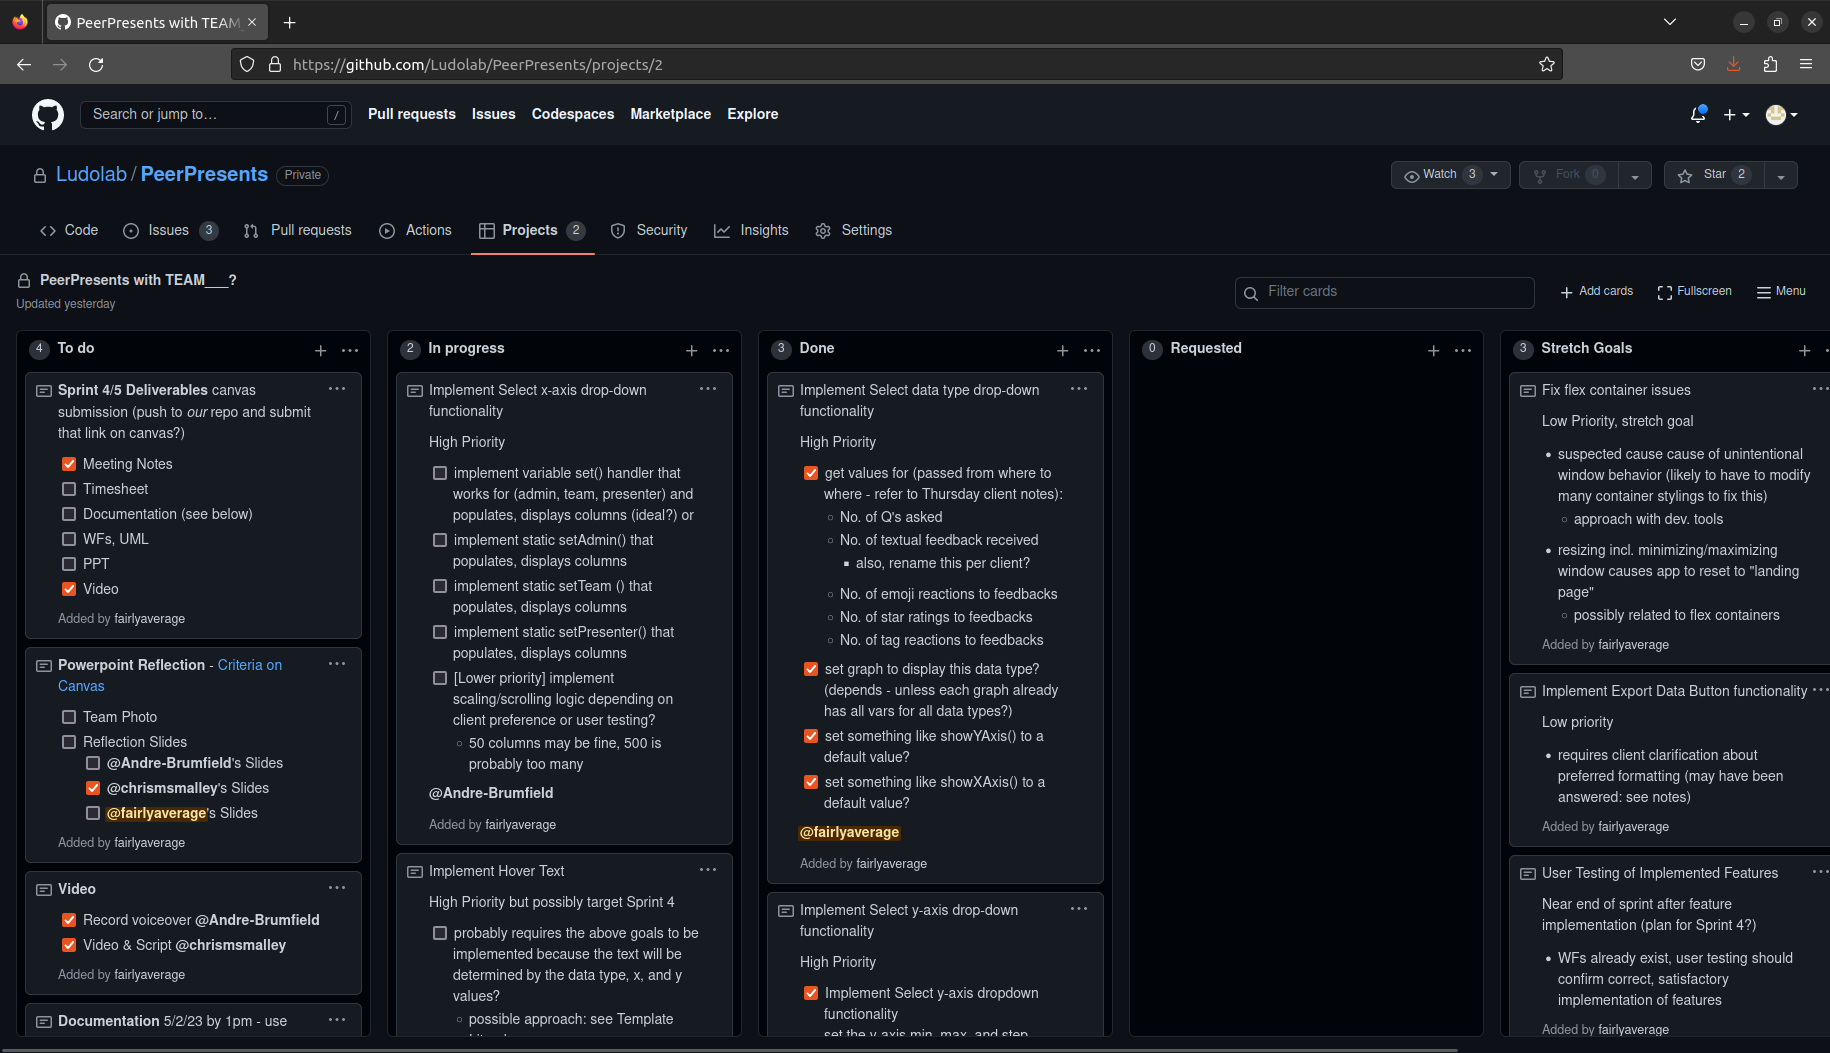 PeerPresents with TEAM_
https://github.com/Ludolab/PeerPresents/projects/2
Search or jump to…
/
Pull requests
Issues
Codespaces
Marketplace
Explore
Ludolab / PeerPresents
Private
Watch 3
Fork 0
Star 2
Code
Issues 3
Pull requests
Actions
Projects 2
Security
Insights
Settings
PeerPresents with TEAM___?
Updated yesterday
Filter cards
Add cards
Fullscreen
Menu
4 To do
Sprint 4/5 Deliverables canvas
submission (push to our repo and submit
that link on canvas?)
Meeting Notes
Timesheet
Documentation (see below)
WFs, UML
PPT
Video
Added by fairlyaverage
Powerpoint Reflection - Criteria on
Canvas
Team Photo
Reflection Slides
@Andre-Brumfield's Slides
@chrismsmalley's Slides
@fairlyaverage's Slides
Added by fairlyaverage
Video
Record voiceover @Andre-Brumfield
Video & Script @chrismsmalley
Added by fairlyaverage
Documentation 5/2/23 by 1pm - use
2 In progress
Implement Select x-axis drop-down
functionality
High Priority
implement variable set() handler that
works for (admin, team, presenter) and
populates, displays columns (ideal?) or
implement static setAdmin() that
populates, displays columns
implement static setTeam () that
populates, displays columns
implement static setPresenter() that
populates, displays columns
[Lower priority] implement
scaling/scrolling logic depending on
client preference or user testing?
50 columns may be fine, 500 is
probably too many
@Andre-Brumfield
Added by fairlyaverage
Implement Hover Text
High Priority but possibly target Sprint 4
probably requires the above goals to be
implemented because the text will be
determined by the data type, x, and y
values?
possible approach: see Template
3 Done
Implement Select data type drop-down
functionality
High Priority
get values for (passed from where to
where - refer to Thursday client notes):
No. of Q's asked
No. of textual feedback received
also, rename this per client?
No. of emoji reactions to feedbacks
No. of star ratings to feedbacks
No. of tag reactions to feedbacks
set graph to display this data type?
(depends - unless each graph already
has all vars for all data types?)
set something like showYAxis() to a
default value?
set something like showXAxis() to a
default value?
@fairlyaverage
Added by fairlyaverage
Implement Select y-axis drop-down
functionality
High Priority
Implement Select y-axis dropdown
functionality
set the y-axis min, max, and step
0 Requested
3 Stretch Goals
Fix flex container issues
Low Priority, stretch goal
suspected cause cause of unintentional
window behavior (likely to have to modify
many container stylings to fix this)
approach with dev. tools
resizing incl. minimizing/maximizing
window causes app to reset to "landing
page"
possibly related to flex containers
Added by fairlyaverage
Implement Export Data Button functionality
Low priority
requires client clarification about
preferred formatting (may have been
answered: see notes)
Added by fairlyaverage
User Testing of Implemented Features
Near end of sprint after feature
implementation (plan for Sprint 4?)
WFs already exist, user testing should
confirm correct, satisfactory
implementation of features
Added by fairlyaverage